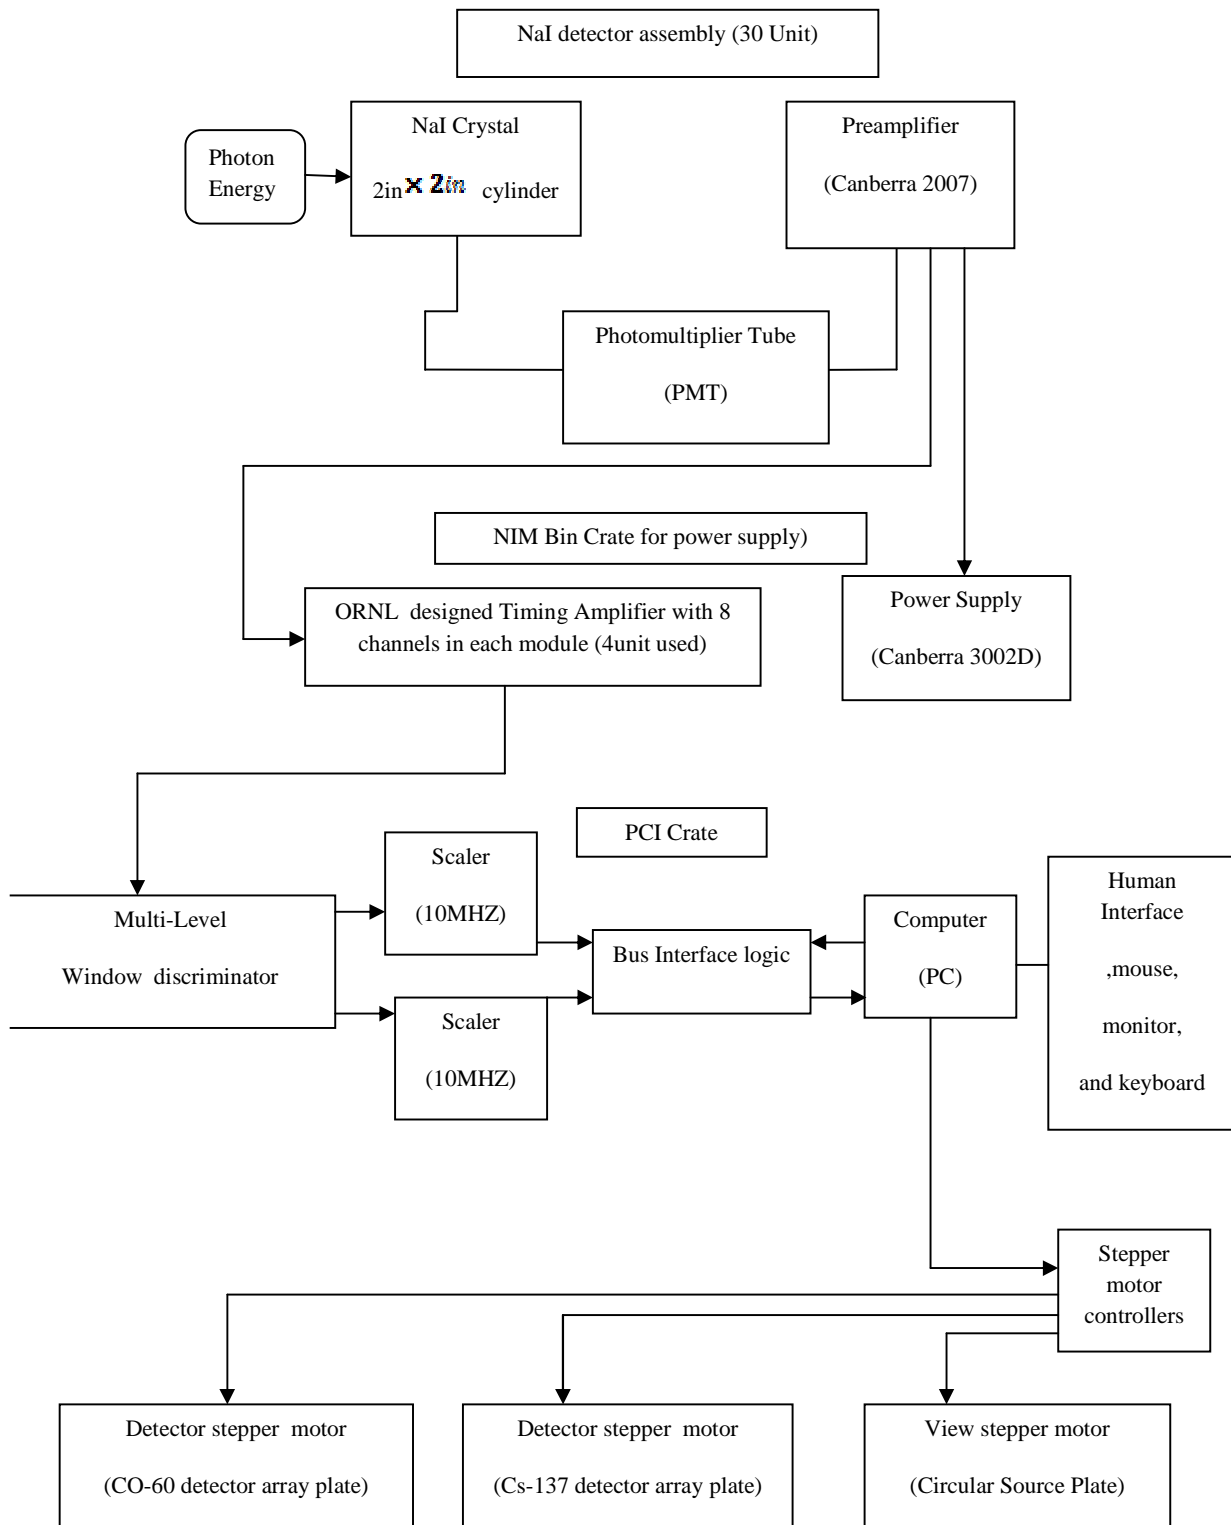 NaI detector assembly (30 Unit)
Photon
Energy
NaI Crystal
2in × 2in cylinder
Preamplifier
(Canberra 2007)
Photomultiplier Tube
(PMT)
NIM Bin Crate for power supply)
ORNL designed Timing Amplifier with 8
channels in each module (4unit used)
Power Supply
(Canberra 3002D)
PCI Crate
Multi-Level
Window discriminator
Scaler
(10MHZ)
Scaler
(10MHZ)
Bus Interface logic
Computer
(PC)
Human
Interface
,mouse,
monitor,
and keyboard
Stepper
motor
controllers
Detector stepper motor
(CO-60 detector array plate)
Detector stepper motor
(Cs-137 detector array plate)
View stepper motor
(Circular Source Plate)